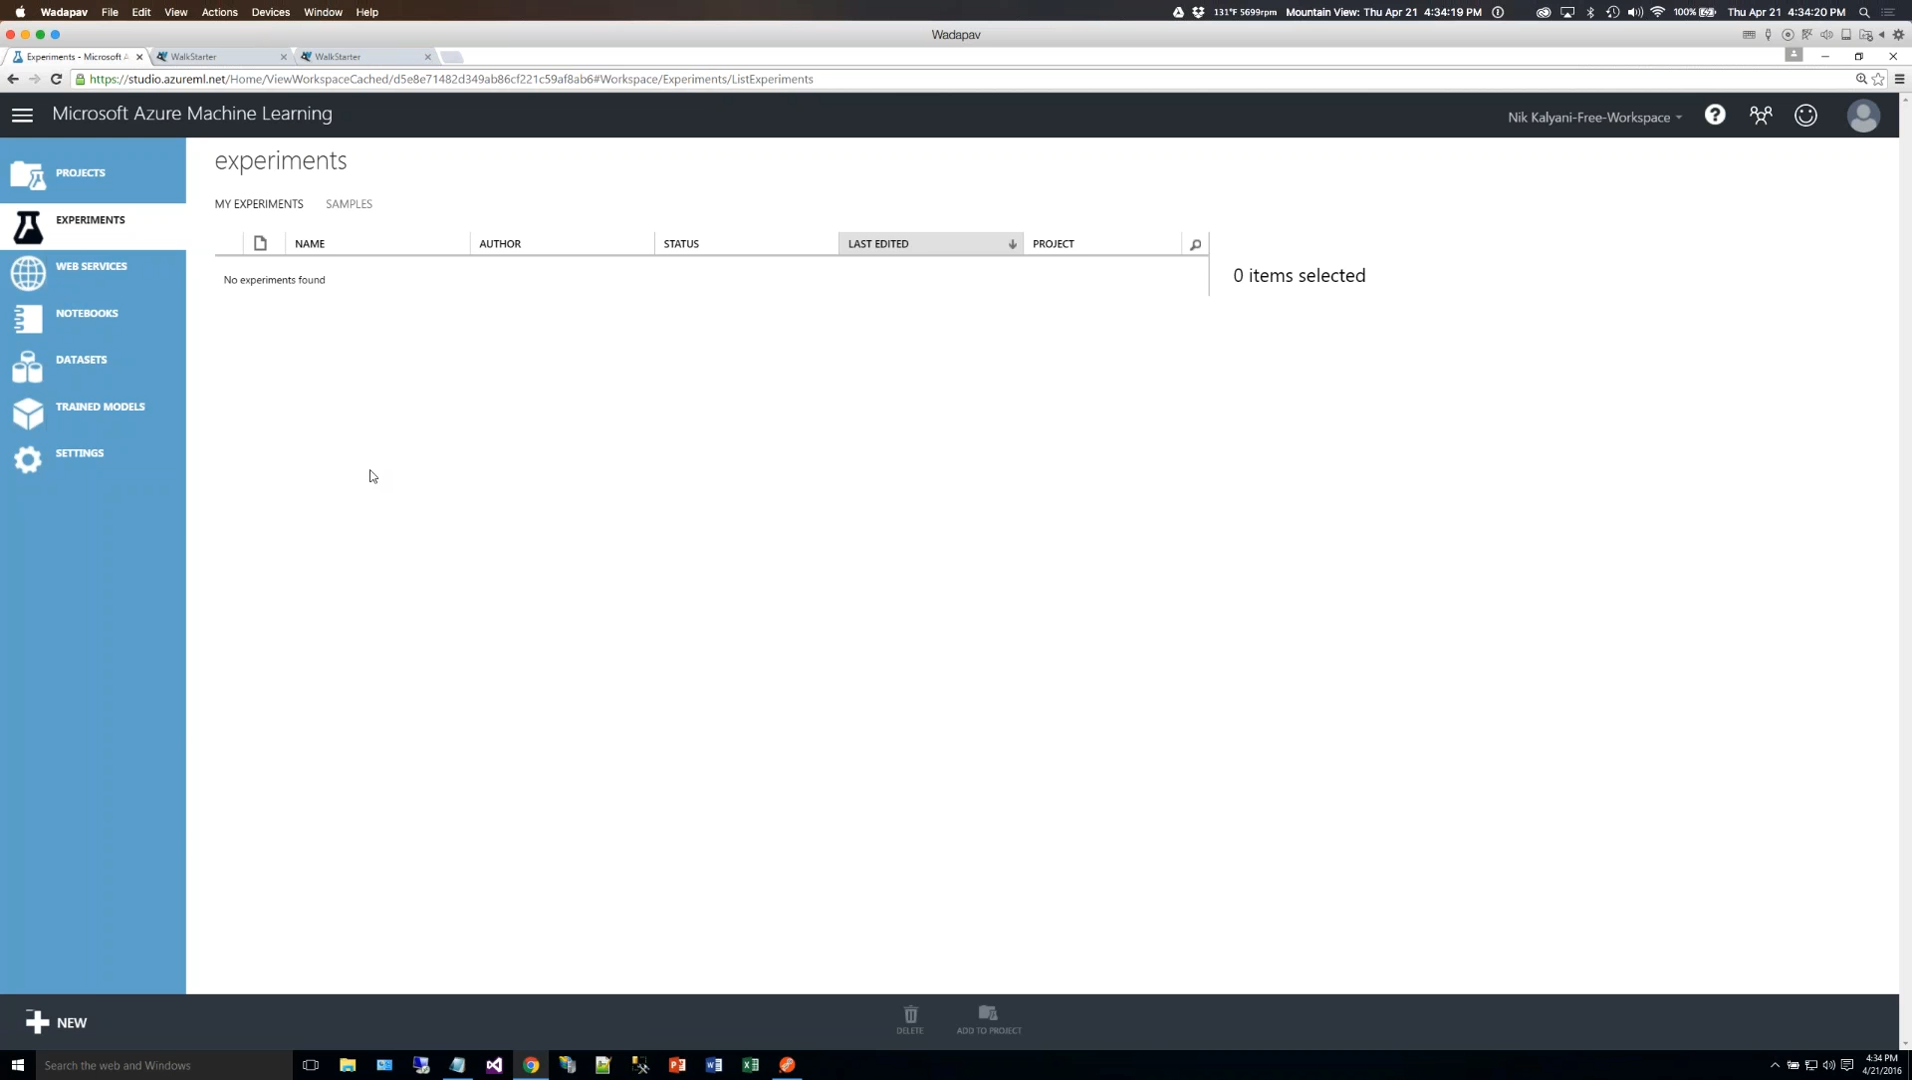 Wadapav File Edit View Actions Devices Window Help 131°F 5699rpm Mountain View: Thu Apr 21 4:34:19 PM 100% Thu Apr 21 4:34:20 PM
Wadapav
Experiments - Microsoft A WalkStarter WalkStarter
https://studio.azureml.net/Home/ViewWorkspaceCached/d5e8e71482d349ab86cf221c59af8ab6#Workspace/Experiments/ListExperiments
Microsoft Azure Machine Learning Nik Kalyani-Free-Workspace ?
PROJECTS
EXPERIMENTS
WEB SERVICES
NOTEBOOKS
DATASETS
TRAINED MODELS
SETTINGS
experiments
MY EXPERIMENTS SAMPLES
NAME AUTHOR STATUS LAST EDITED PROJECT
No experiments found
0 items selected
NEW DELETE ADD TO PROJECT
Search the web and Windows 4:34 PM
4/21/2016